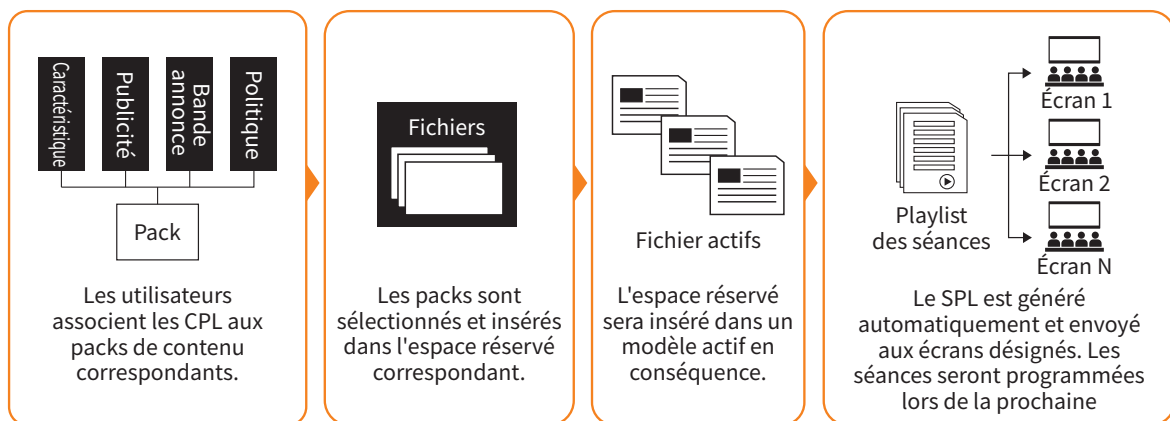 Caractéristique
Publicité
Bande
annonce
Politique
Pack
Les utilisateurs
associent les CPL aux
packs de contenu
correspondants.
Fichiers
Les packs sont
sélectionnés et insérés
dans l'espace réservé
correspondant.
Fichier actifs
L'espace réservé
sera inséré dans un
modèle actif en
conséquence.
Playlist
des séances
Écran 1
Écran 2
Écran N
Le SPL est généré
automatiquement et envoyé
aux écrans désignés. Les
séances seront programmées
lors de la prochaine